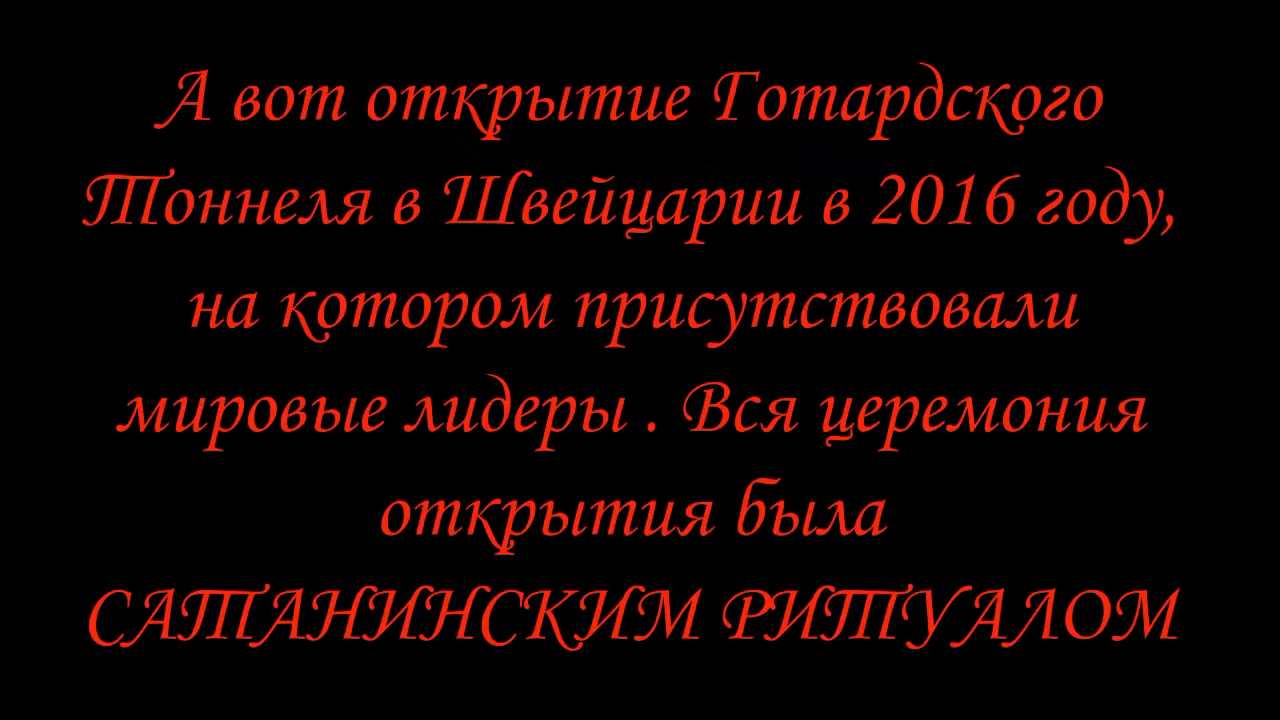 А вот открытие Готардского
Тоннеля в Швейцарии в 2016 году,
на котором присутствовали
мировые лидеры . Вся церемония
открытия была
САТАНИНСКИМ РИТУАЛОМ